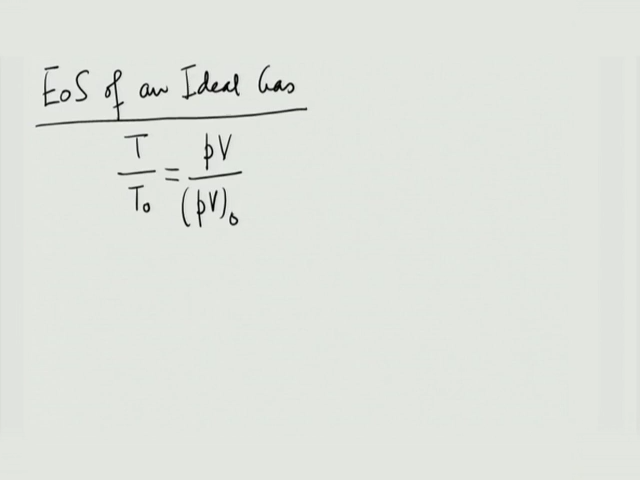 EoS of an Ideal Gas
T/T₀ = pV/(pV)₀